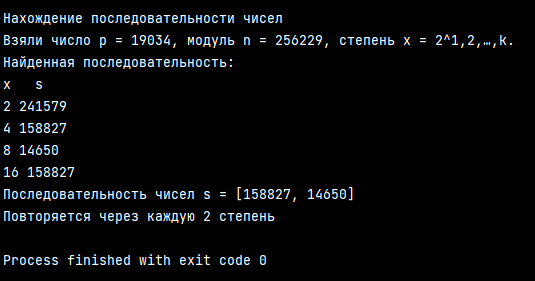 Нахождение последовательности чисел
Взяли число p = 19034, модуль n = 256229, степень x = 2^1,2,…,k.
Найденная последовательность:
x   s
2 241579
4 158827
8 14650
16 158827
Последовательность чисел s = [158827, 14650]
Повторяется через каждую 2 степень
Process finished with exit code 0